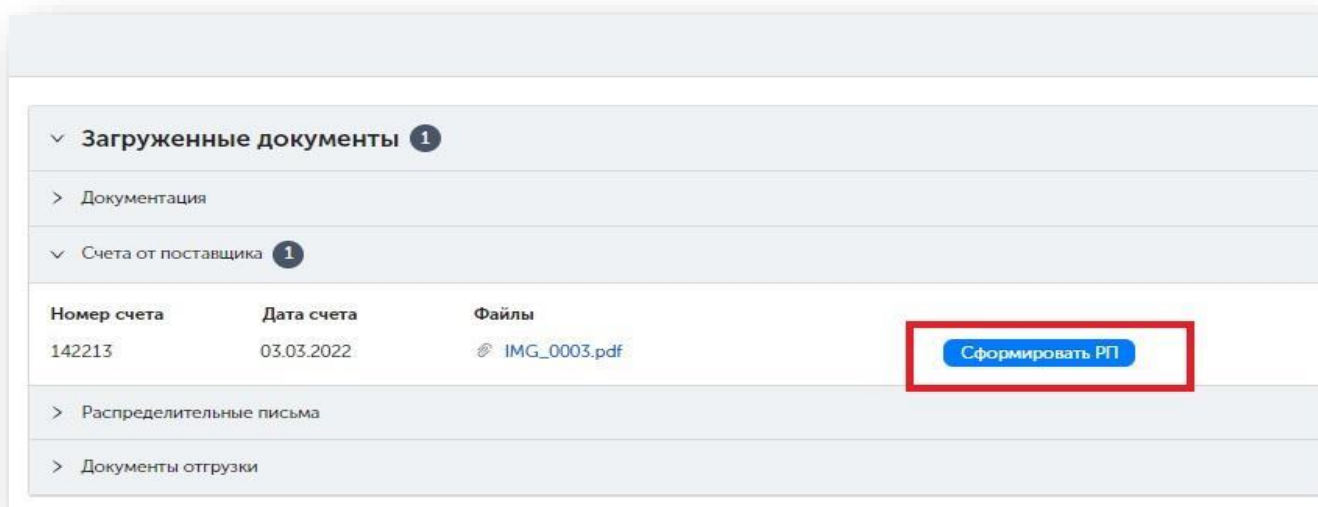 Загруженные документы 1
Документация
Счета от поставщика 1
Номер счета Дата счета Файлы
142213 03.03.2022 IMG_0003.pdf Сформировать РП
Распределительные письма
Документы отгрузки